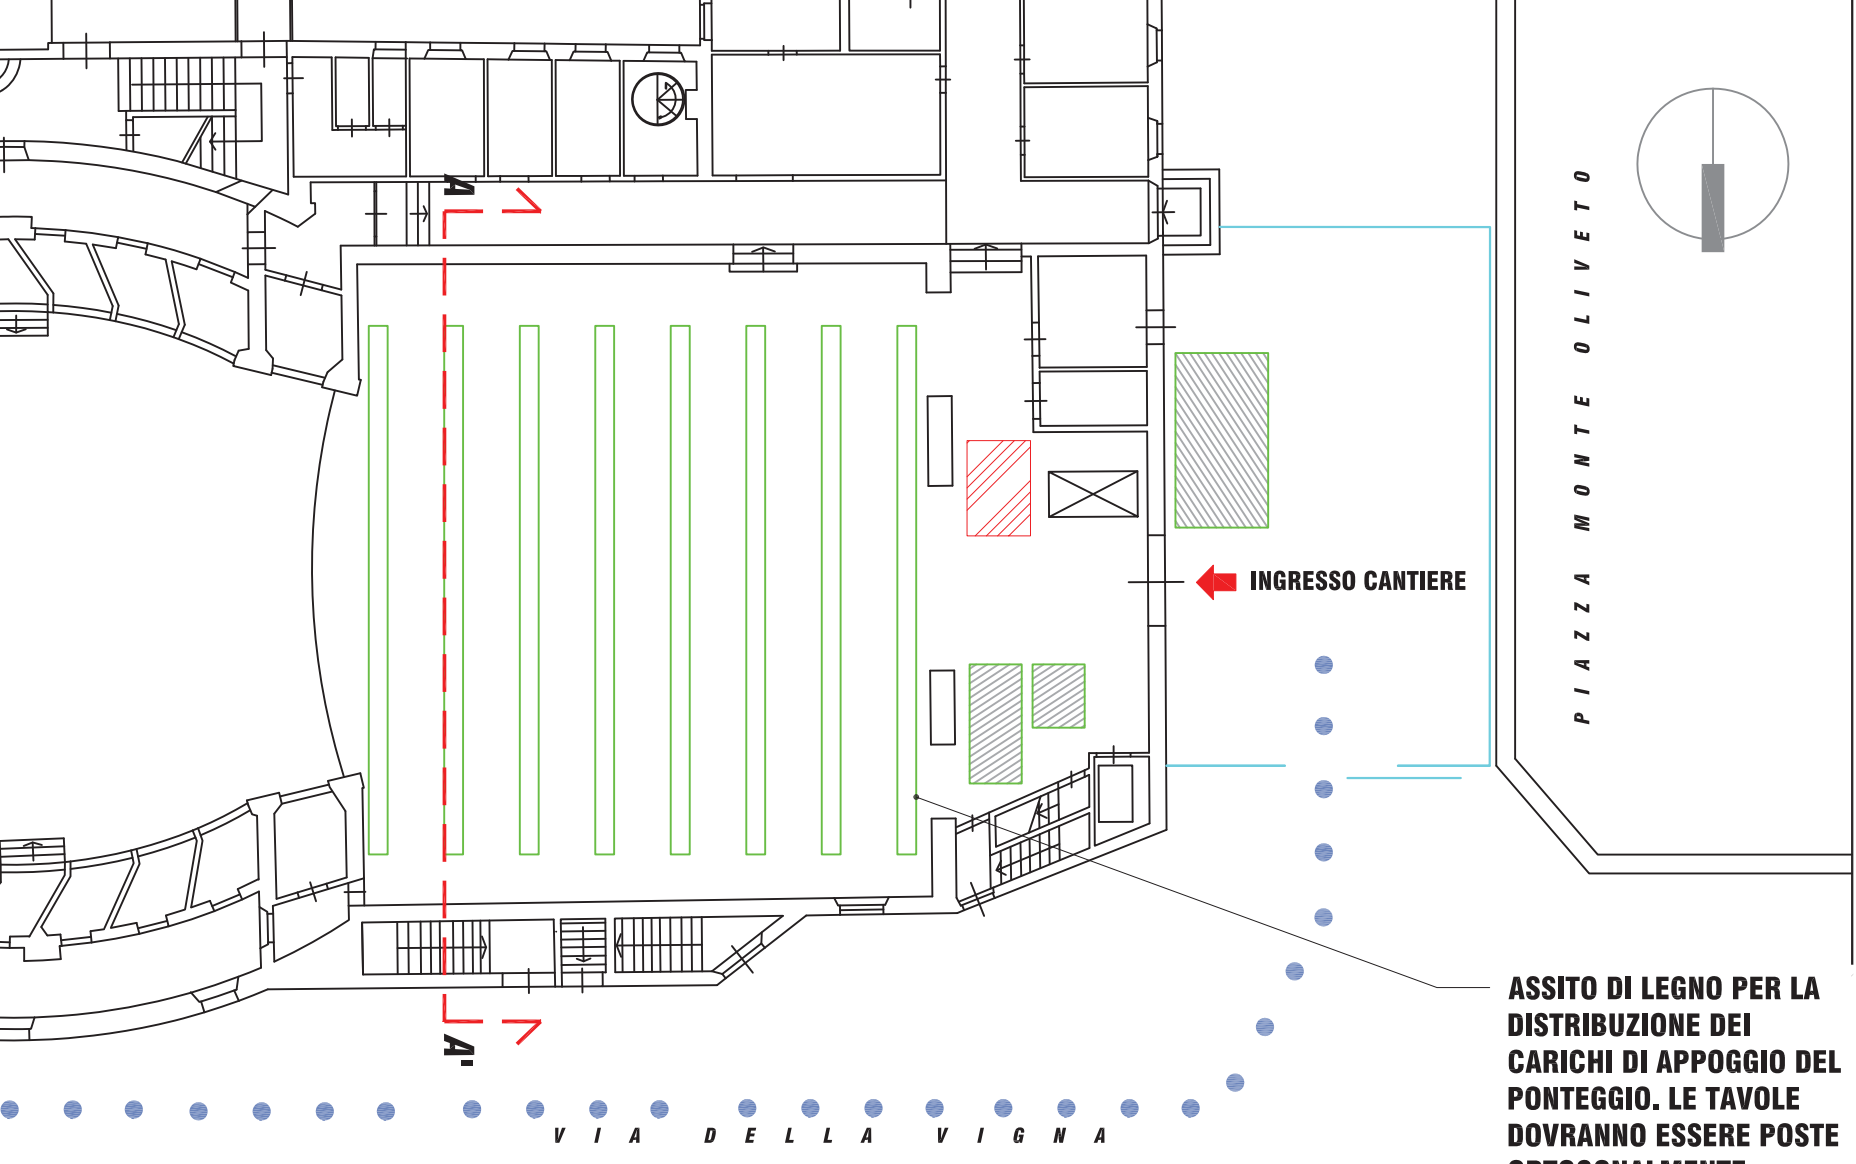 A
PIAZZA MONTE OLIVETO
INGRESSO CANTIERE
A'
VIA DELLA VIGNA
ASSITO DI LEGNO PER LA
DISTRIBUZIONE DEI
CARICHI DI APPOGGIO DEL
PONTEGGIO. LE TAVOLE
DOVRANNO ESSERE POSTE